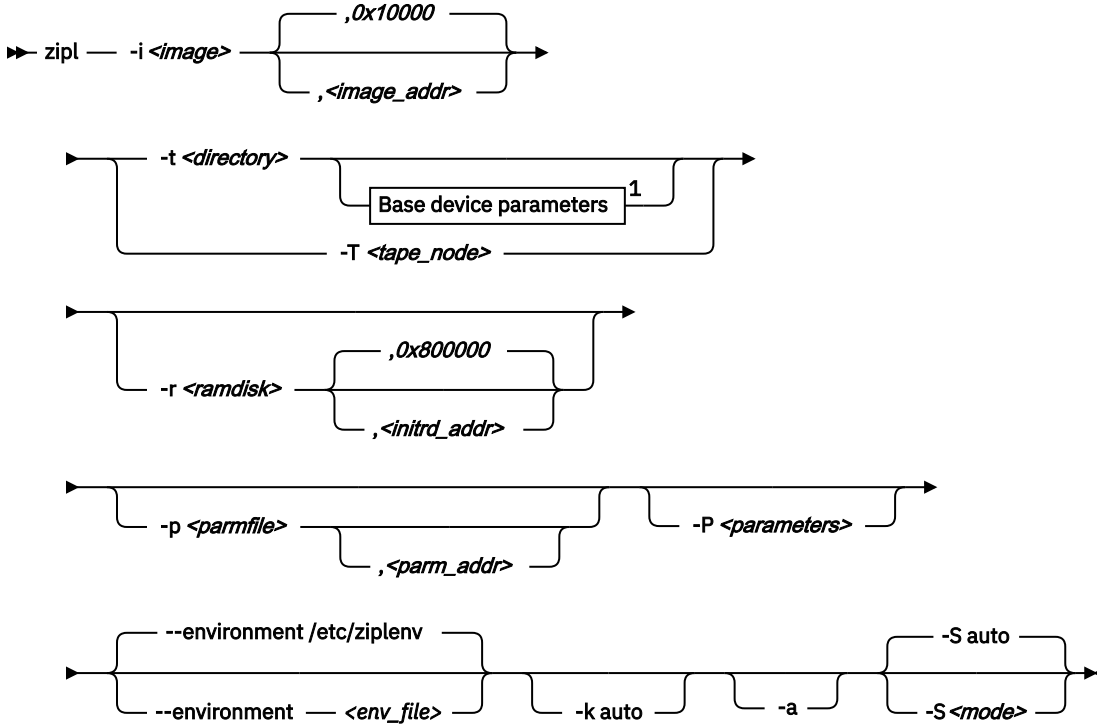 ,0x10000
zipl -i <image>
,<image_addr>
-t <directory>
Base device parameters 1
-T <tape_node>
,0x800000
-r <ramdisk>
,<initrd_addr>
-p <parmfile> -P <parameters>
,<parm_addr>
--environment /etc/ziplenv -S auto
--environment <env_file> -k auto -a -S <mode>